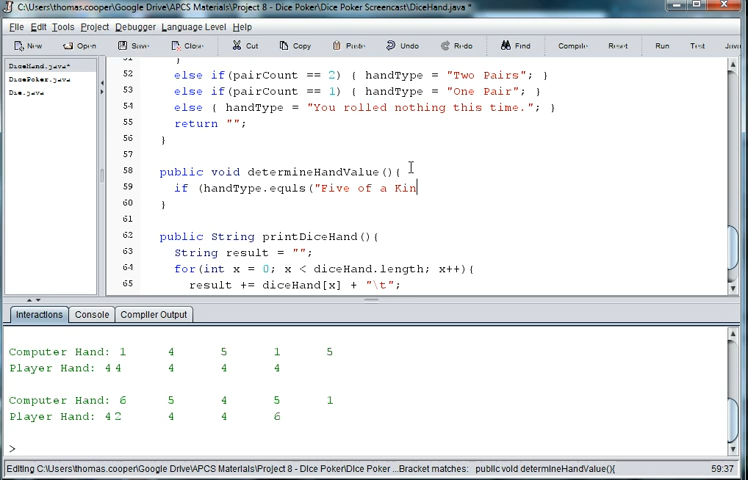 C:\Users\thomas.cooper\Google Drive\APCS Materials\Project 8 - Dice Poker\Dice Poker Screencast\DiceHand.java *
File Edit Tools Project Debugger Language Level Help
New Open Save Close Cut Copy Paste Undo Redo Find Compile Reset Run Test Java
DiceHand.java*
DicePoker.java
Die.java
51 }
52 else if(pairCount == 2) { handType = "Two Pairs"; }
53 else if(pairCount == 1) { handType = "One Pair"; }
54 else { handType = "You rolled nothing this time."; }
55 return "";
56 }
57
58 public void determineHandValue(){
59 if (handType.equls("Five of a Kin
60 }
61
62 public String printDiceHand(){
63 String result = "";
64 for(int x = 0; x < diceHand.length; x++){
65 result += diceHand[x] + "\t";
Interactions Console Compiler Output
Computer Hand: 1 4 5 1 5
Player Hand: 4 4 4 4 4
Computer Hand: 6 5 4 5 1
Player Hand: 4 2 4 4 6
>
Editing C:\Users\thomas.cooper\Google Drive\APCS Materials\Project 8 - Dice Poker\Dice Poker ...Bracket matches: public void determineHandValue(){ 59:37